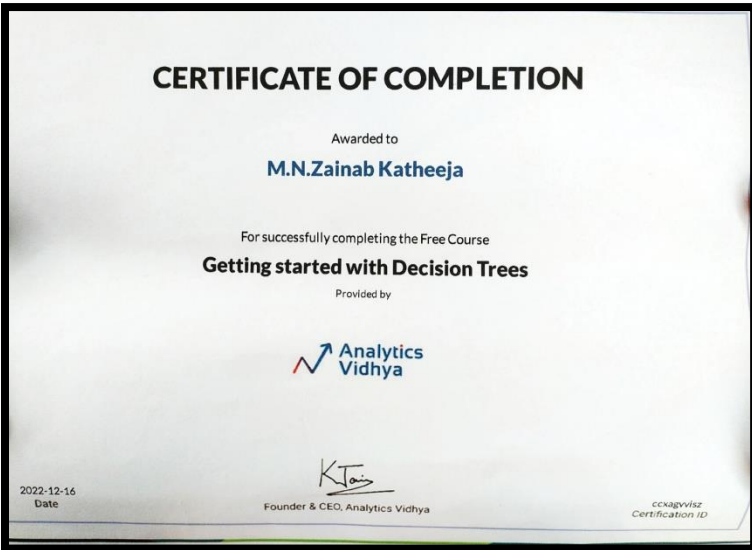 CERTIFICATE OF COMPLETION
Awarded to
M.N.Zainab Katheeja
For successfully completing the Free Course
Getting started with Decision Trees
Provided by
Analytics
Vidhya
K Jain
2022-12-16
Date
Founder & CEO, Analytics Vidhya
ccxagvvisz
Certification ID